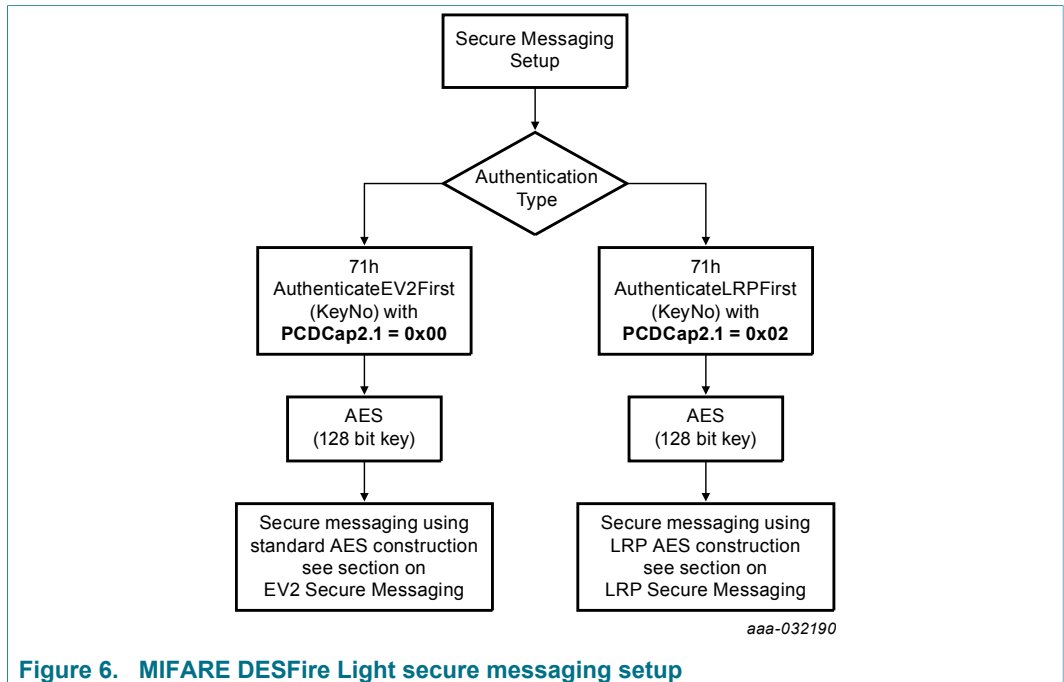 Secure Messaging
Setup
Authentication
Type
71h
AuthenticateEV2First
(KeyNo) with
PCDCap2.1 = 0x00
71h
AuthenticateLRPFirst
(KeyNo) with
PCDCap2.1 = 0x02
AES
(128 bit key)
AES
(128 bit key)
Secure messaging using
standard AES construction
see section on
EV2 Secure Messaging
Secure messaging using
LRP AES construction
see section on
LRP Secure Messaging
aaa-032190
Figure 6. MIFARE DESFire Light secure messaging setup